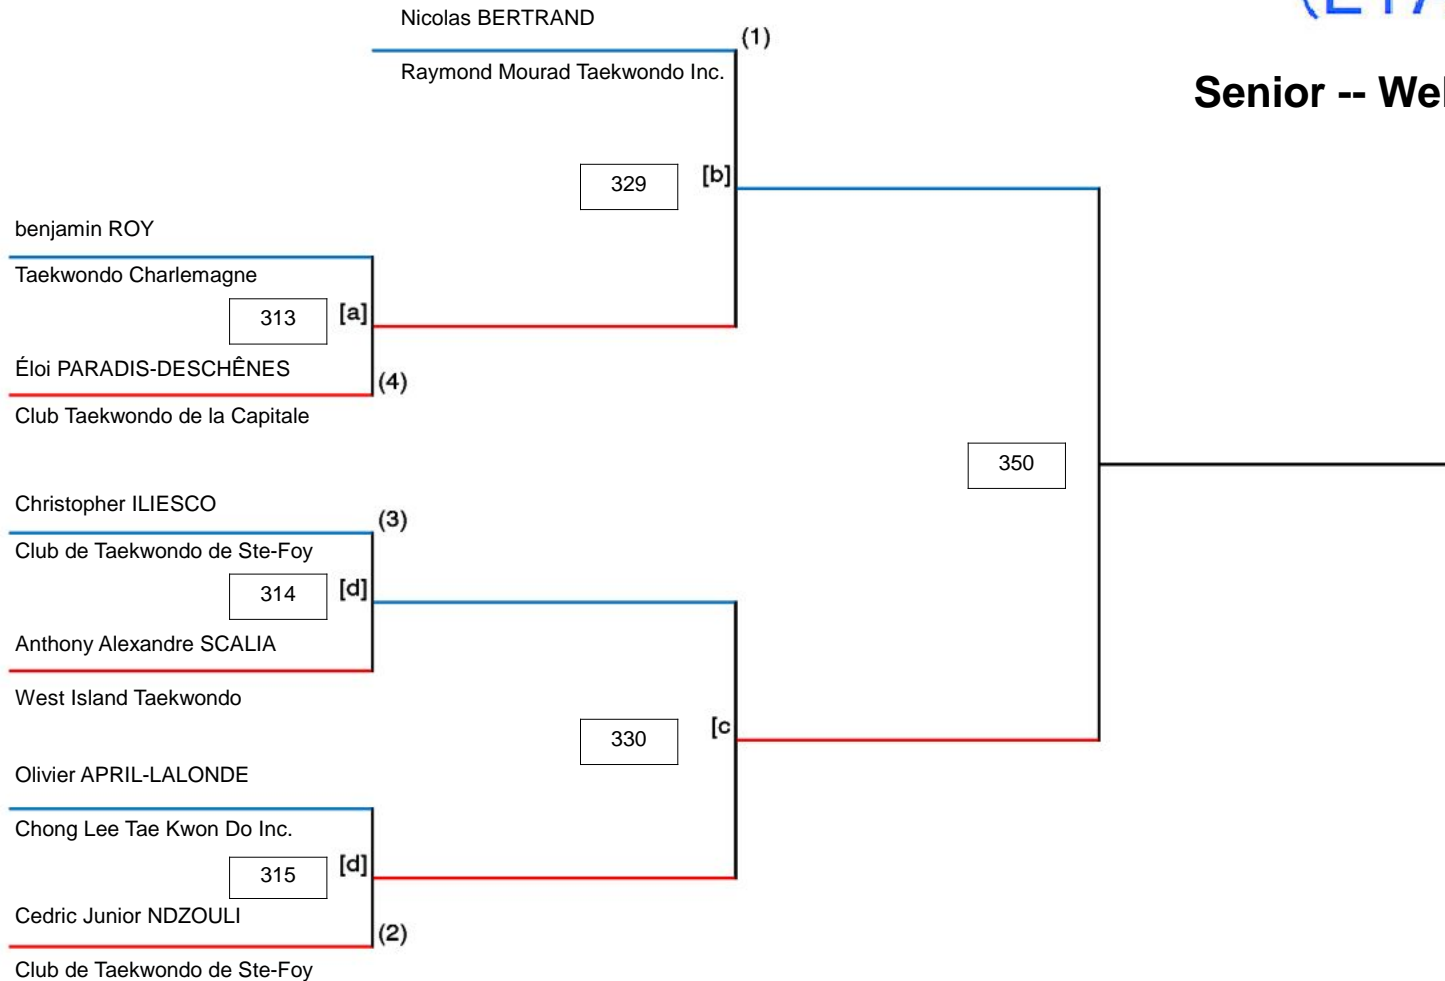 Nicolas BERTRAND
(1)
Raymond Mourad Taekwondo Inc.
Senior -- We
329
[b]
benjamin ROY
Taekwondo Charlemagne
313
[a]
Éloi PARADIS-DESCHÊNES
(4)
Club Taekwondo de la Capitale
350
Christopher ILIESCO
(3)
Club de Taekwondo de Ste-Foy
314
[d]
Anthony Alexandre SCALIA
West Island Taekwondo
330
[c
Olivier APRIL-LALONDE
Chong Lee Tae Kwon Do Inc.
315
[d]
Cedric Junior NDZOULI
(2)
Club de Taekwondo de Ste-Foy